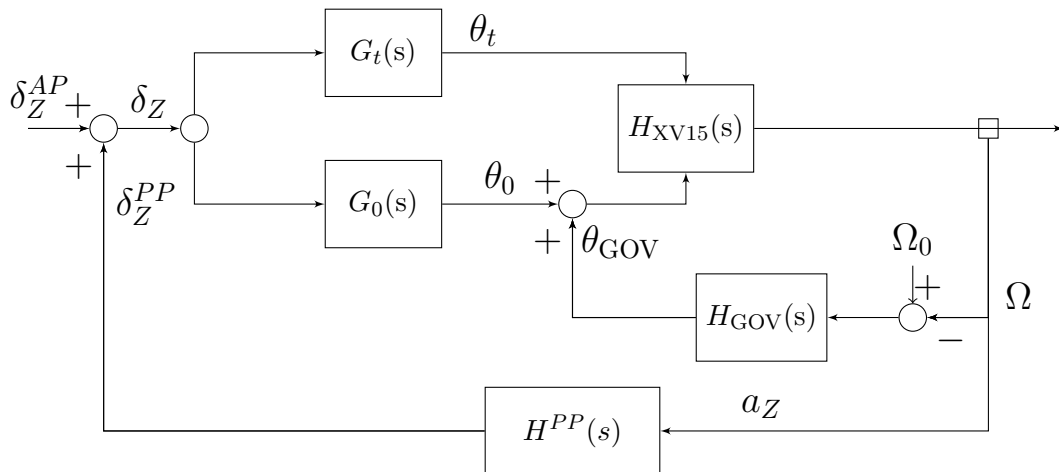 θ_t
G_t(s)
δ_Z^{AP}
+
δ_Z
H_{XV15}(s)
+
δ_Z^{PP}
G_0(s)
θ_0
+
+
θ_{GOV}
Ω_0
+
Ω
H_{GOV}(s)
−
a_Z
H^{PP}(s)